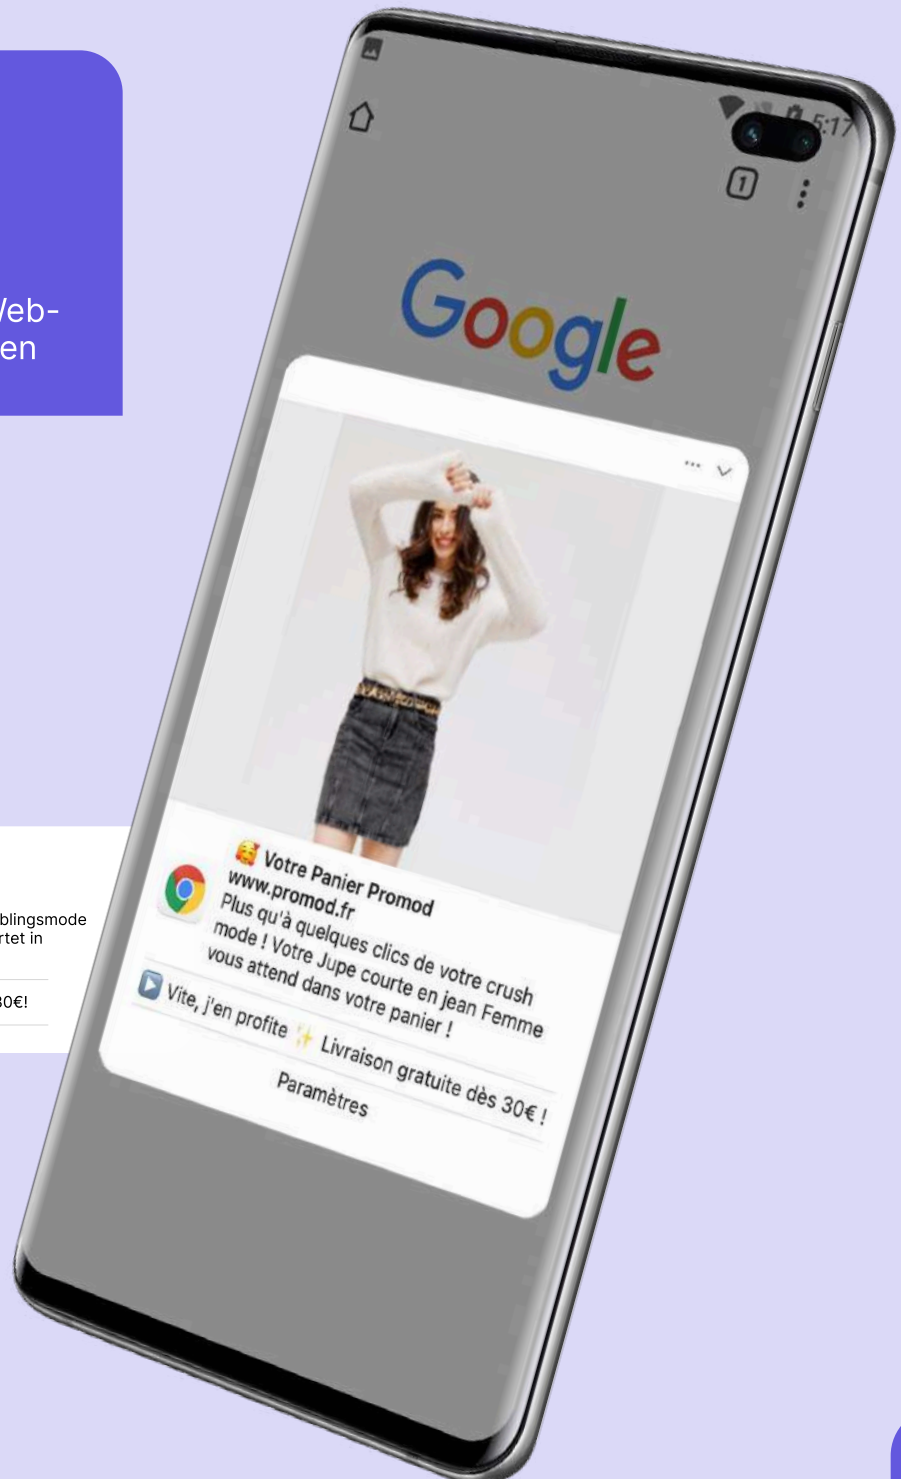 Web-
en
5:17
1
Google
🥰 Votre Panier Promod
www.promod.fr
Plus qu'à quelques clics de votre crush
mode ! Votre Jupe courte en jean Femme
vous attend dans votre panier !
▶️ Vite, j'en profite ✨ Livraison gratuite dès 30€ !
Paramètres
blingsmode
rtet in
30€!